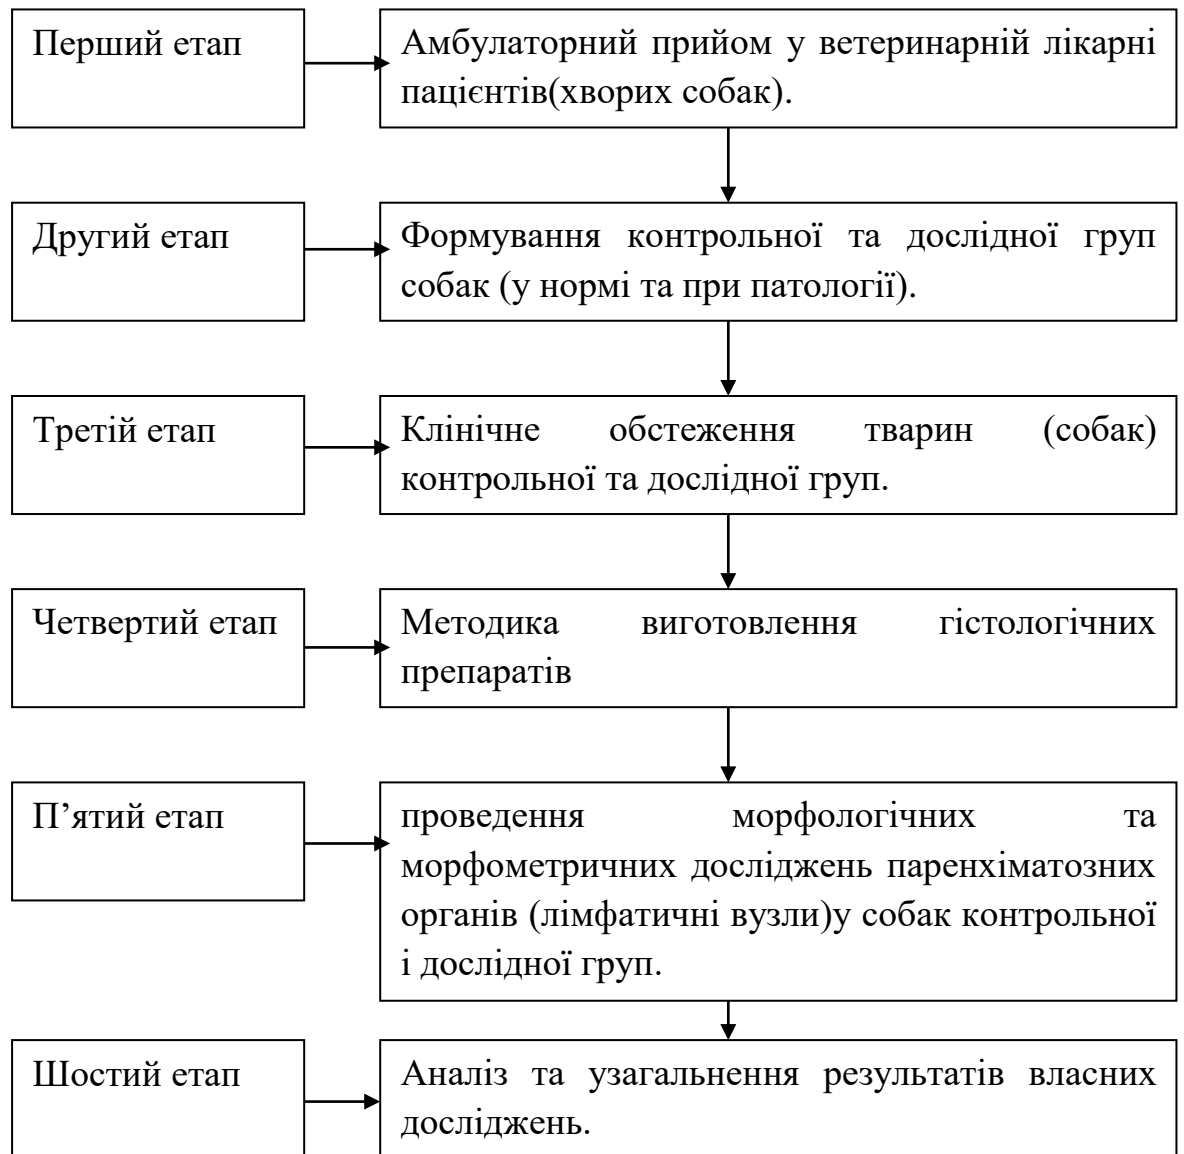 Перший етап
Амбулаторний прийом у ветеринарній лікарні
пацієнтів(хворих собак).
Другий етап
Формування контрольної та дослідної груп
собак (у нормі та при патології).
Третій етап
Клінічне обстеження тварин (собак)
контрольної та дослідної груп.
Четвертий етап
Методика виготовлення гістологічних
препаратів
П’ятий етап
проведення морфологічних та
морфометричних досліджень паренхіматозних
органів (лімфатичні вузли)у собак контрольної
і дослідної груп.
Шостий етап
Аналіз та узагальнення результатів власних
досліджень.